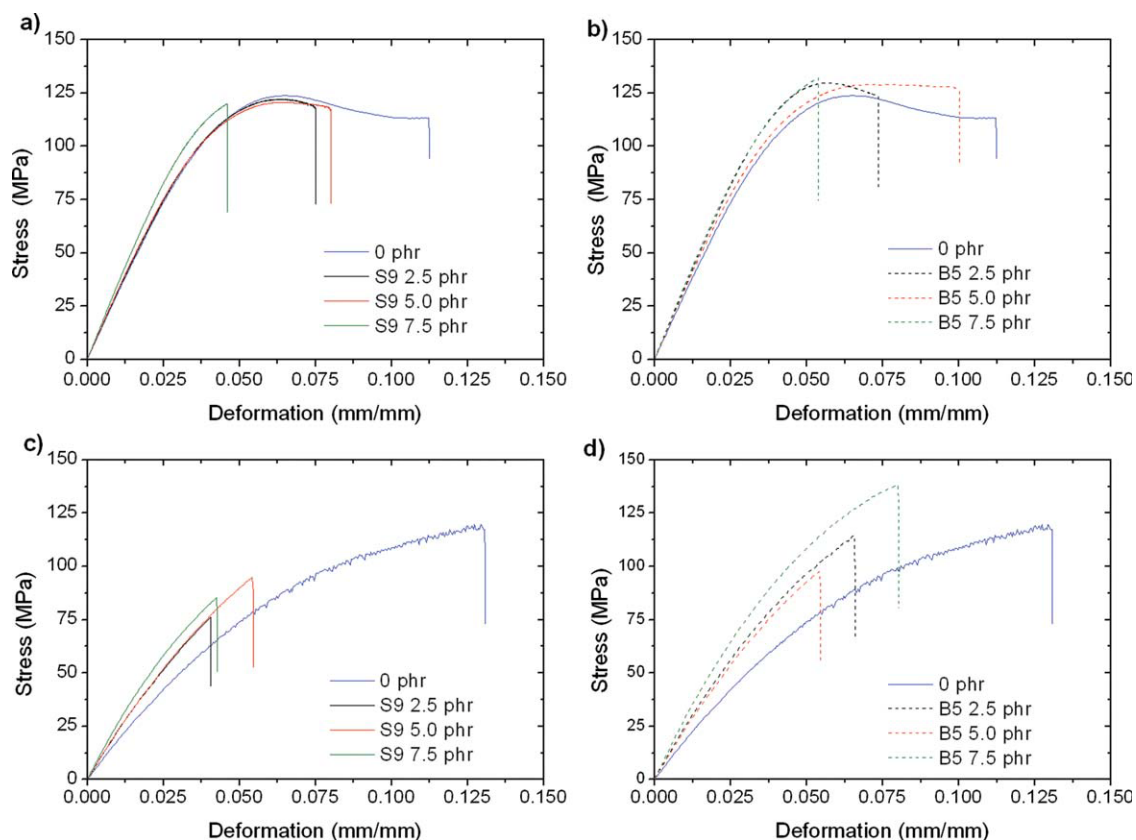 a)
150
125
100
75
50
25
0
Stress (MPa)
0 phr
S9 2.5 phr
S9 5.0 phr
S9 7.5 phr
0.000 0.025 0.050 0.075 0.100 0.125 0.150
Deformation (mm/mm)
b)
150
125
100
75
50
25
0
Stress (MPa)
0 phr
B5 2.5 phr
B5 5.0 phr
B5 7.5 phr
0.000 0.025 0.050 0.075 0.100 0.125 0.150
Deformation (mm/mm)
c)
150
125
100
75
50
25
0
Stress (MPa)
0 phr
S9 2.5 phr
S9 5.0 phr
S9 7.5 phr
0.000 0.025 0.050 0.075 0.100 0.125 0.150
Deformation (mm/mm)
d)
150
125
100
75
50
25
0
Stress (MPa)
0 phr
B5 2.5 phr
B5 5.0 phr
B5 7.5 phr
0.000 0.025 0.050 0.075 0.100 0.125 0.150
Deformation (mm/mm)